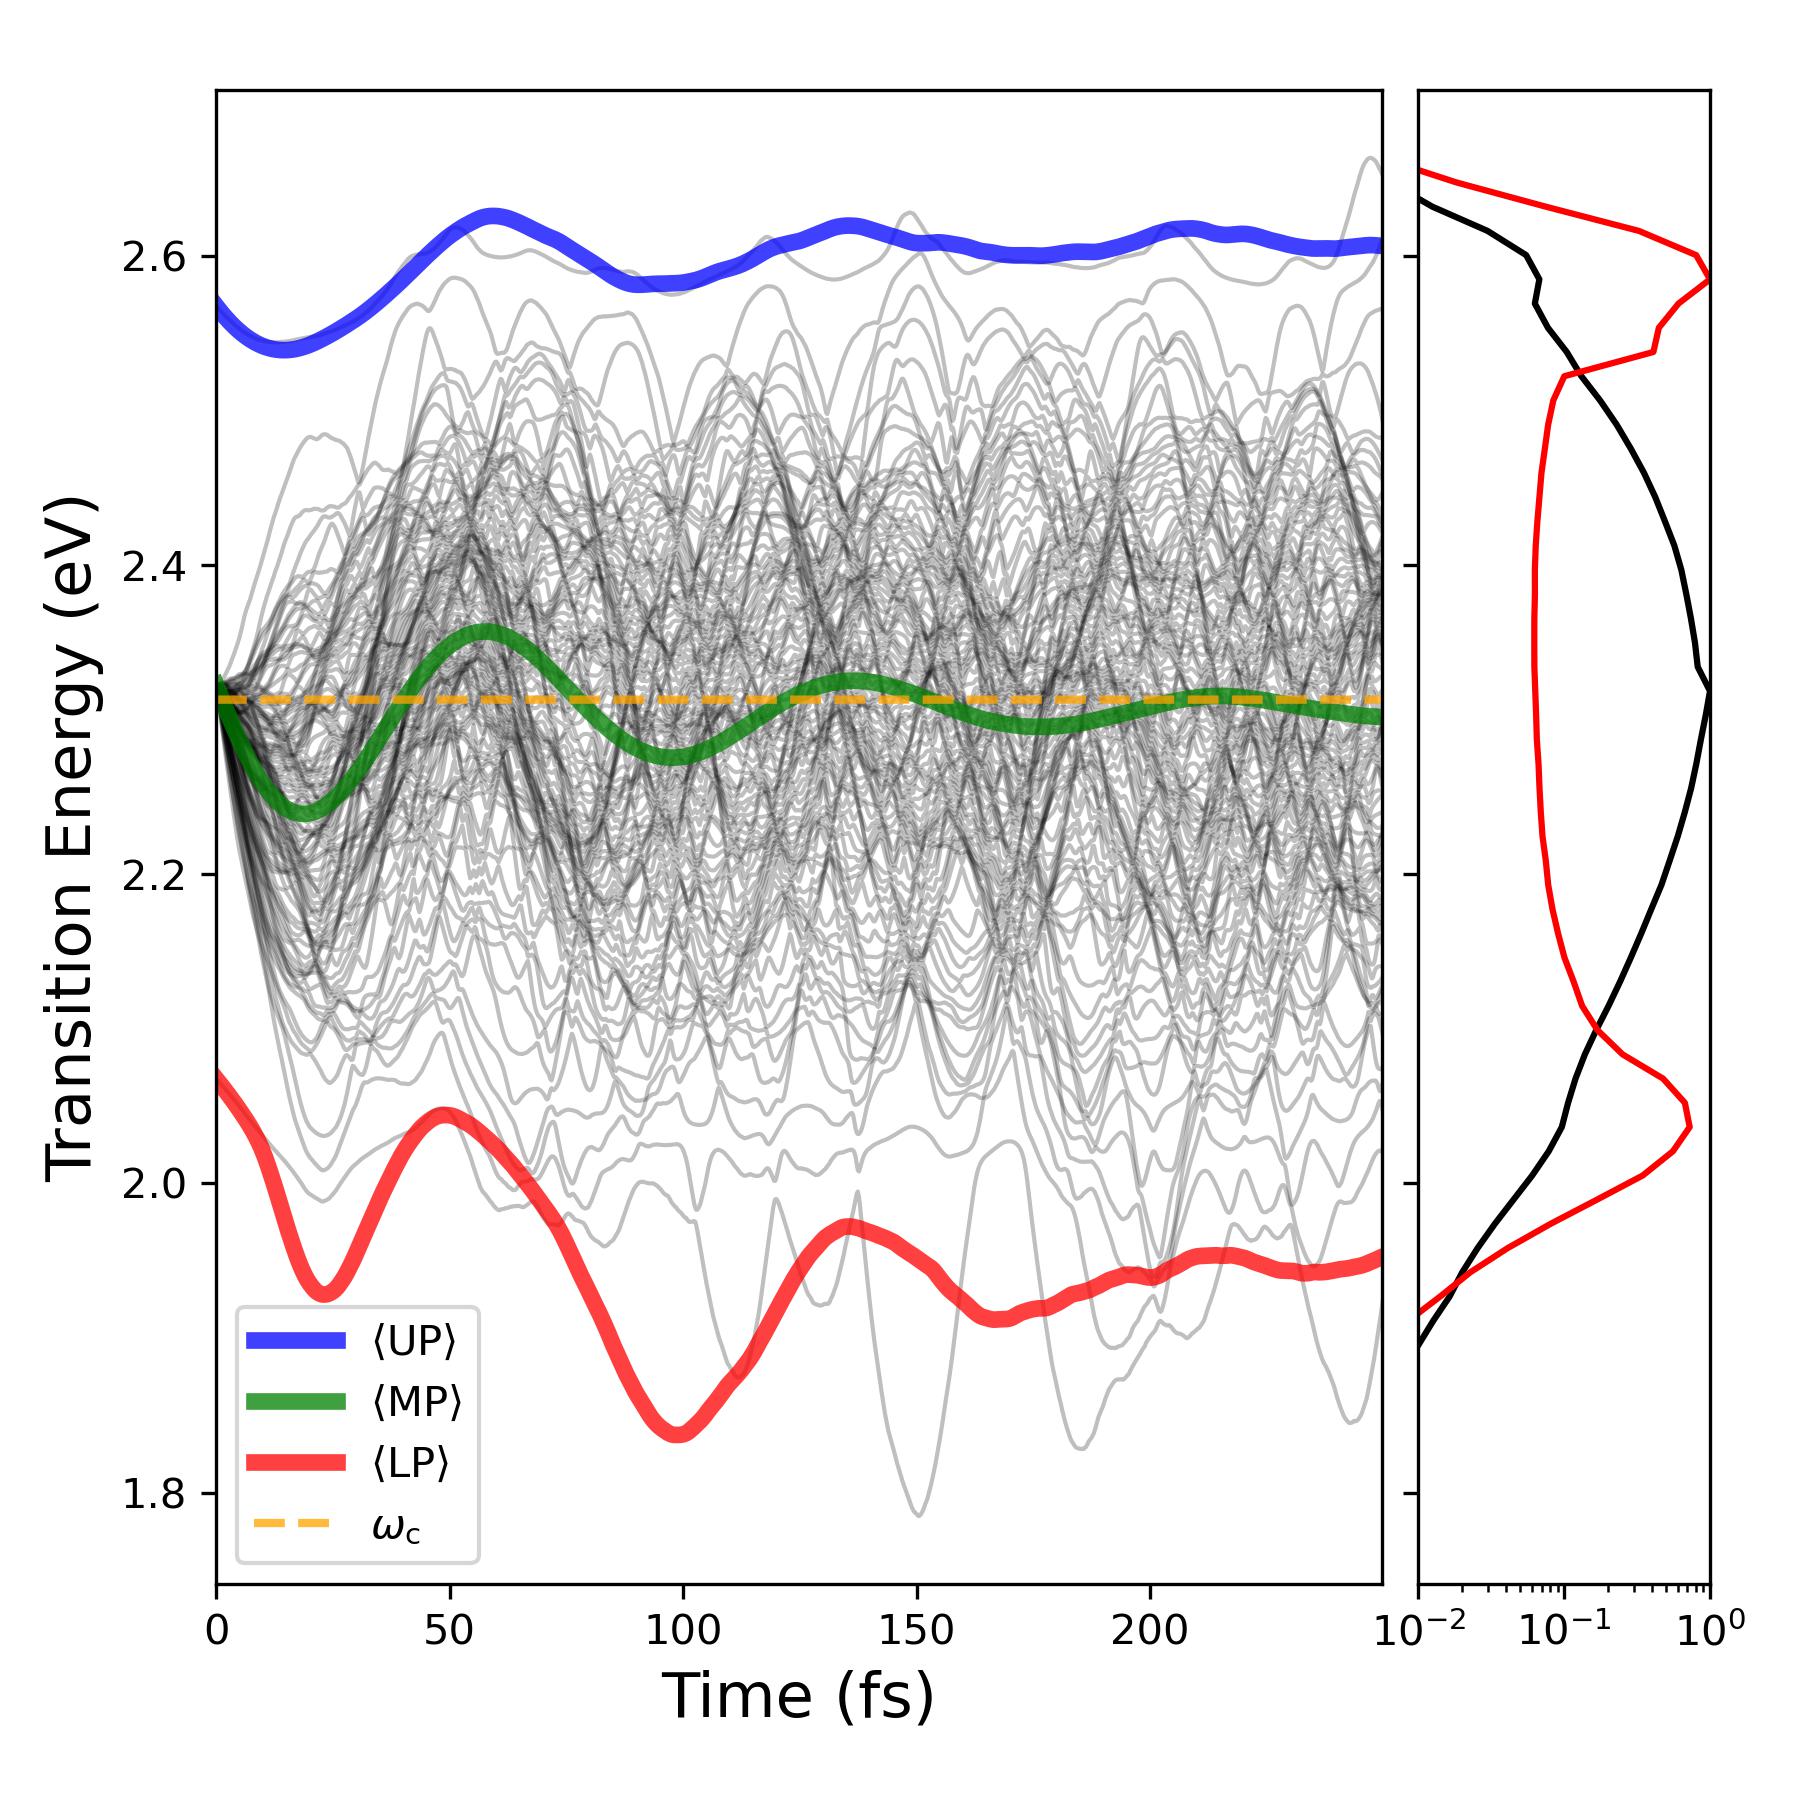 Transition Energy (eV)
2.6
2.4
2.2
2.0
1.8
⟨UP⟩
⟨MP⟩
⟨LP⟩
ω_c
0 50 100 150 200
10⁻² 10⁻¹ 10⁰
Time (fs)